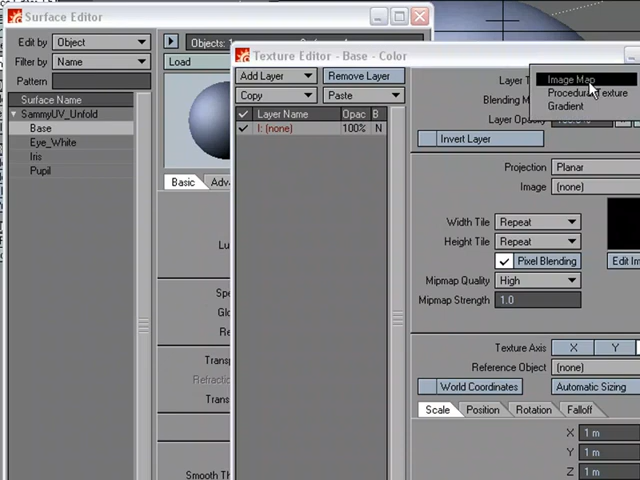 Surface Editor
Edit by Object
Filter by Name
Pattern
Surface Name
SammyUV_Unfold
Base
Eye_White
Iris
Pupil
Objects: 1
Load
Basic
Texture Editor - Base - Color
Add Layer Remove Layer
Copy Paste
Layer Name Opac B
I: (none) 100% N
Image Map
Procedural Texture
Gradient
Blending
Layer Opacity
Invert Layer
Projection Planar
Image (none)
Width Tile Repeat
Height Tile Repeat
Pixel Blending
Mipmap Quality High
Mipmap Strength 1.0
Texture Axis X Y
Reference Object (none)
World Coordinates Automatic Sizing
Scale Position Rotation Falloff
X 1 m
Y 1 m
Z 1 m